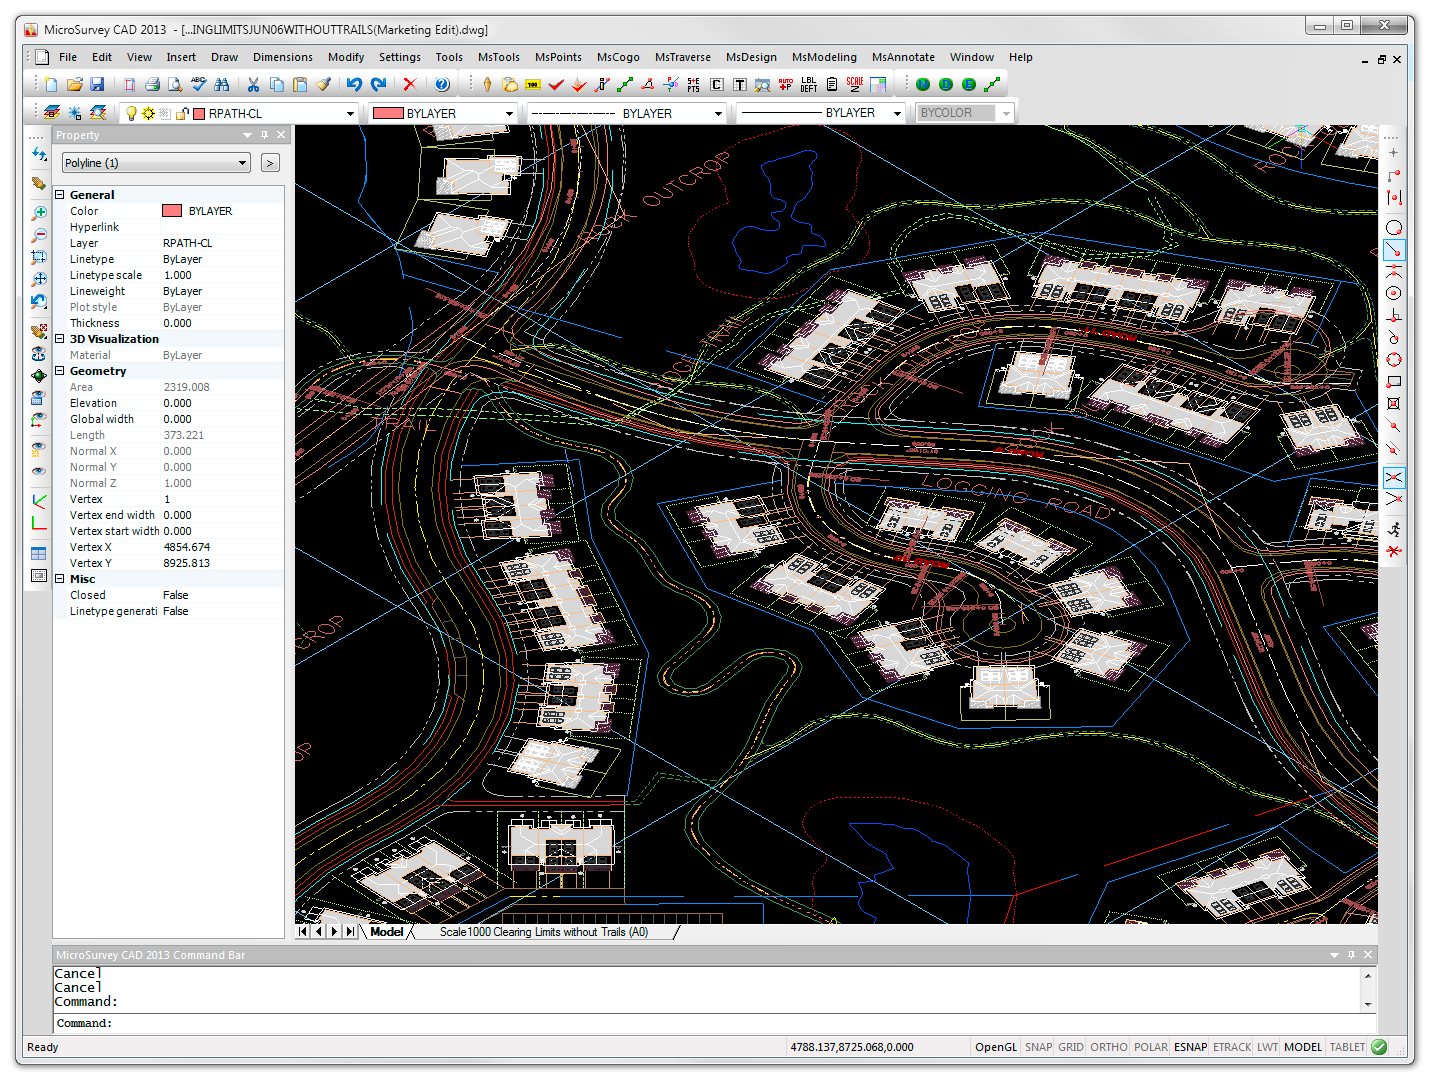 MicroSurvey CAD 2013 - [...INGLIMITSJUN06WITHOUTTRAILS(Marketing Edit).dwg]
File Edit View Insert Draw Dimensions Modify Settings Tools MsTools MsPoints MsCogo MsTraverse MsDesign MsModeling MsAnnotate Window Help
RPATH-CL BYLAYER BYLAYER BYLAYER BYCOLOR
Property
Polyline (1) >
General
Color BYLAYER
Hyperlink
Layer RPATH-CL
Linetype ByLayer
Linetype scale 1.000
Lineweight ByLayer
Plot style ByLayer
Thickness 0.000
3D Visualization
Material ByLayer
Geometry
Area 2319.008
Elevation 0.000
Global width 0.000
Length 373.221
Normal X 0.000
Normal Y 0.000
Normal Z 1.000
Vertex 1
Vertex end width 0.000
Vertex start width 0.000
Vertex X 4854.674
Vertex Y 8925.813
Misc
Closed False
Linetype generati False
OUTCROP
TRAIL
LOGGING ROAD
Model Scale1000 Clearing Limits without Trails (A0)
MicroSurvey CAD 2013 Command Bar
Cancel
Cancel
Command:
Command:
Ready 4788.137,8725.068,0.000 OpenGL SNAP GRID ORTHO POLAR ESNAP ETRACK LWT MODEL TABLET